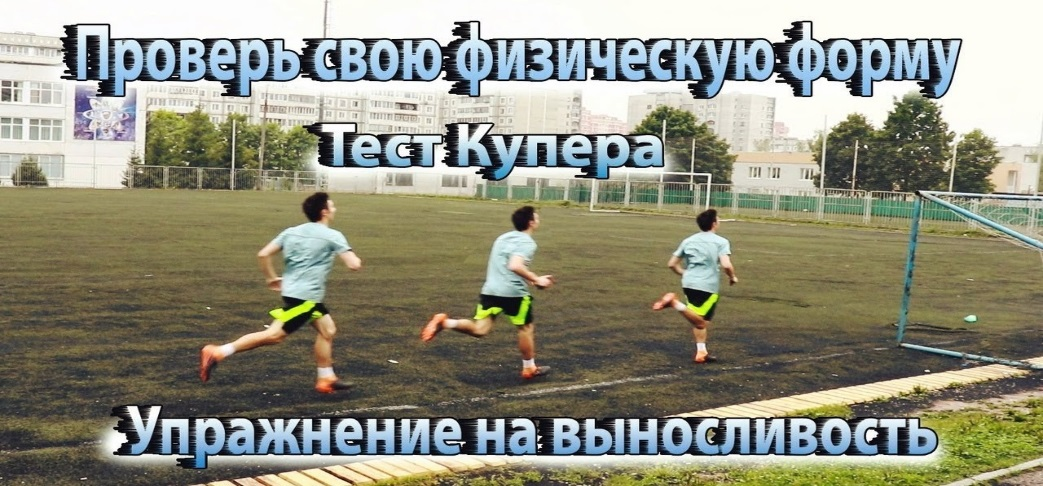 Проверь свою физическую форму
Тест Купера
Упражнение на выносливость